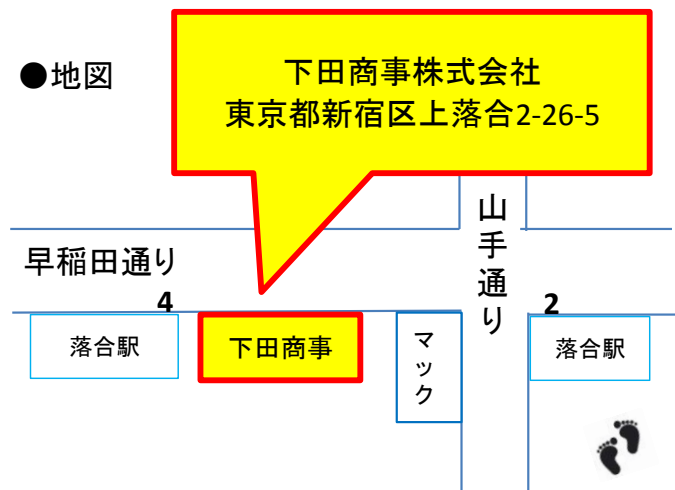 ●地図
下田商事株式会社
東京都新宿区上落合2-26-5
山手通り
早稲田通り
4
2
落合駅
下田商事
マック
落合駅